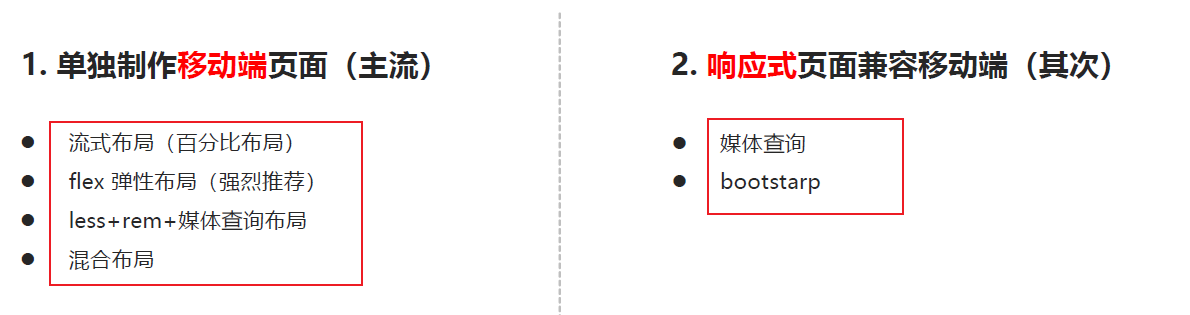 1. 单独制作移动端页面（主流）
● 流式布局（百分比布局）
● flex 弹性布局（强烈推荐）
● less+rem+媒体查询布局
● 混合布局
2. 响应式页面兼容移动端（其次）
● 媒体查询
● bootstarp